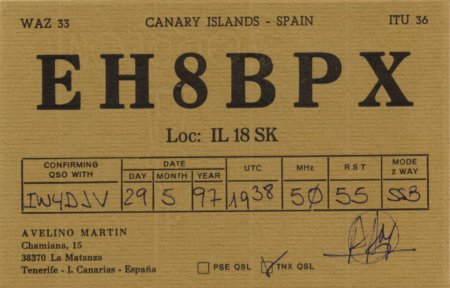 WAZ 33 CANARY ISLANDS - SPAIN ITU 36
EH8BPX
Loc: IL 18 SK
CONFIRMING QSO WITH DATE DAY MONTH YEAR UTC MHz R S T MODE 2 WAY
IW4DJV 29 5 97 1938 50 55 SSB
AVELINO MARTIN
Chamiana, 15
38370 La Matanza
Tenerife - I. Canarias - España
PSE QSL TNX QSL